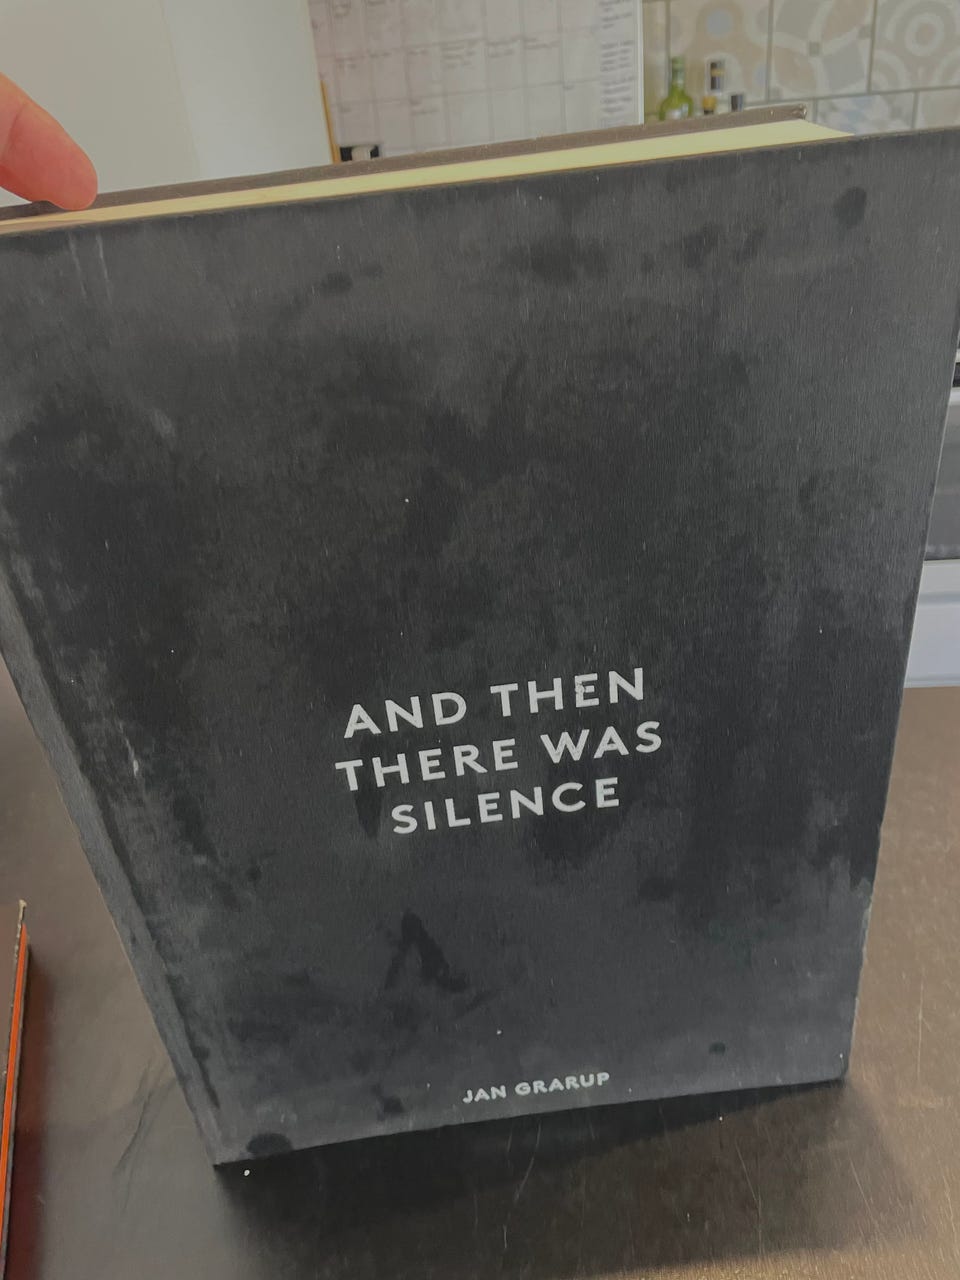 AND THEN
THERE WAS
SILENCE
JAN GRARUP